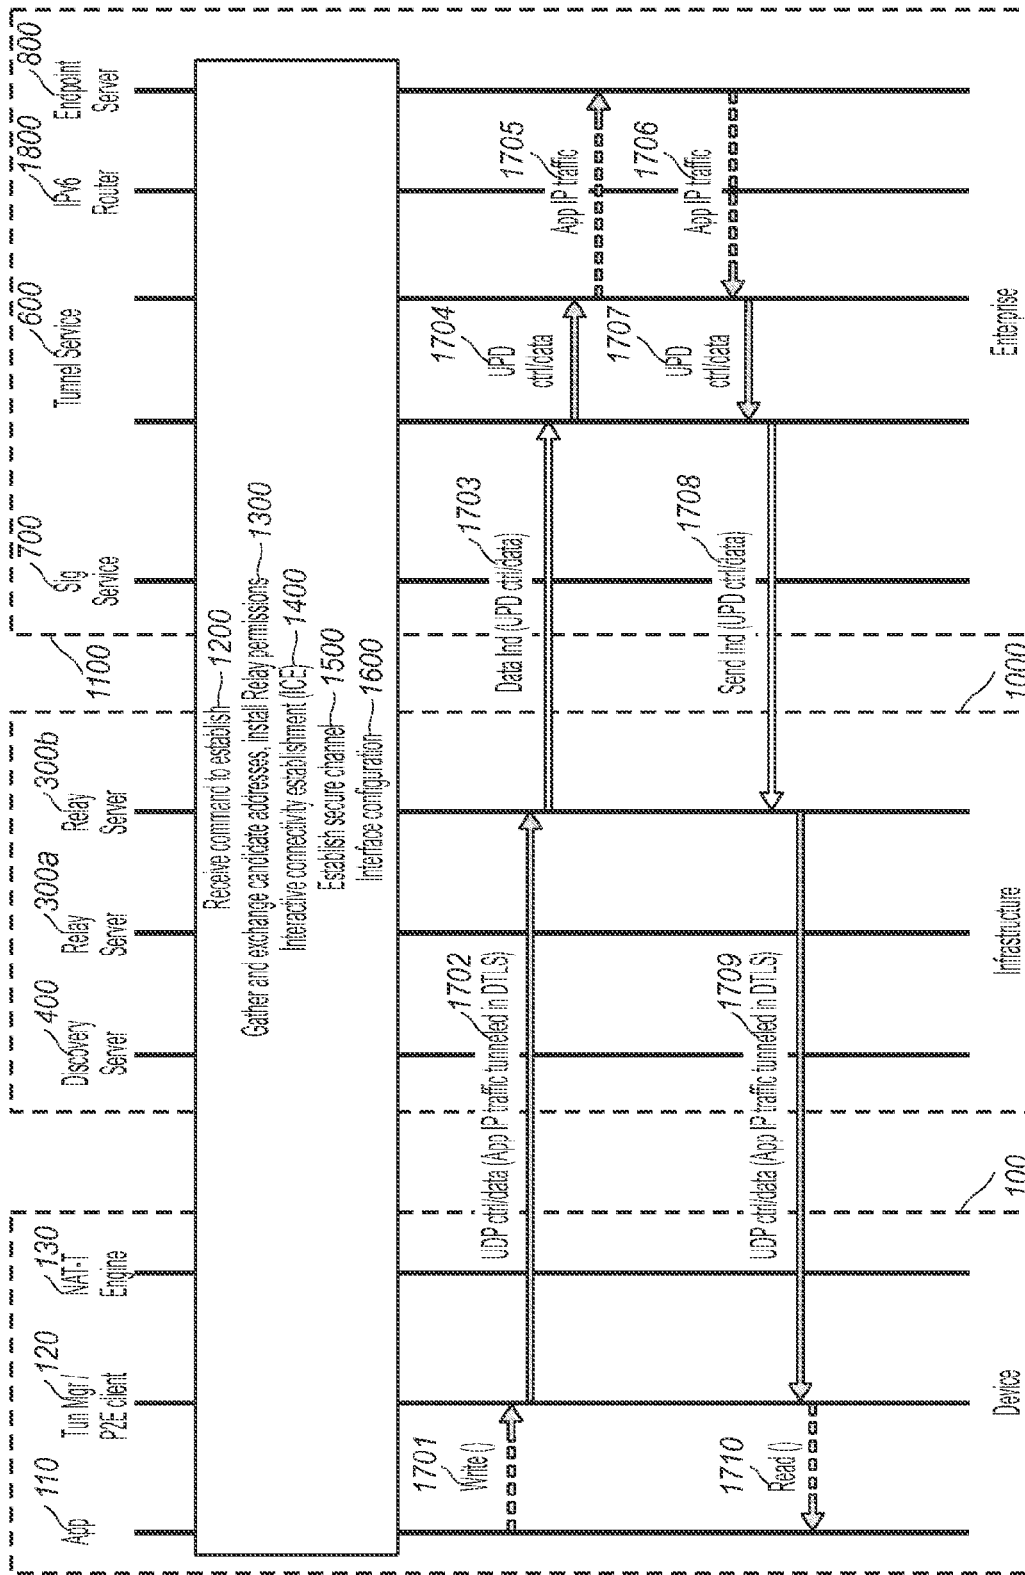 110
App
120
Tun Mgr /
P2E client
130
NAT-T
Engine
400
Discovery
Server
300a
Relay
Server
300b
Relay
Server
1100
700
Sig
Service
600
Tunnel Service
1800
IPv6
Router
800
Endpoint
Server
Receive command to establish 1200
Gather and exchange candidate addresses, install Relay permissions 1300
Interactive connectivity establishment (ICE) 1400
Establish secure channel 1500
Interface configuration 1600
1701
Write ()
1702
UDP ctrl/data (App IP traffic tunneled in DTLS)
1703
Data Ind (UPD ctrl/data)
1704
UPD
ctrl/data
1705
App IP traffic
1706
App IP traffic
1707
UPD
ctrl/data
1708
Send Ind (UPD ctrl/data)
1709
UDP ctrl/data (App IP traffic tunneled in DTLS)
1710
Read ()
Device
100
Infrastructure
1000
Enterprise